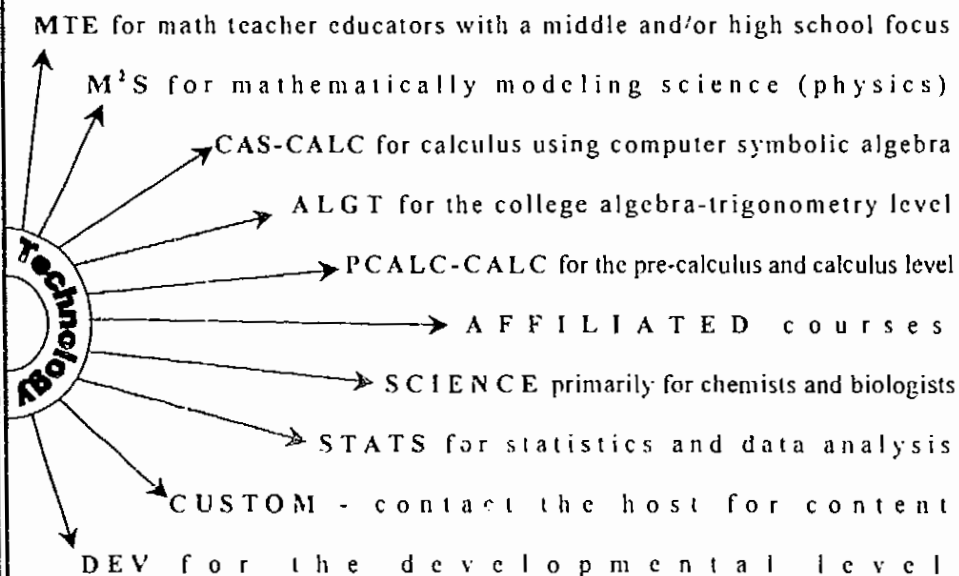 MTE for math teacher educators with a middle and/or high school focus
M²S for mathematically modeling science (physics)
CAS-CALC for calculus using computer symbolic algebra
ALGT for the college algebra-trigonometry level
PCALC-CALC for the pre-calculus and calculus level
Technology
AFFILIATED courses
SCIENCE primarily for chemists and biologists
STATS for statistics and data analysis
CUSTOM - contact the host for content
DEV for the developmental level